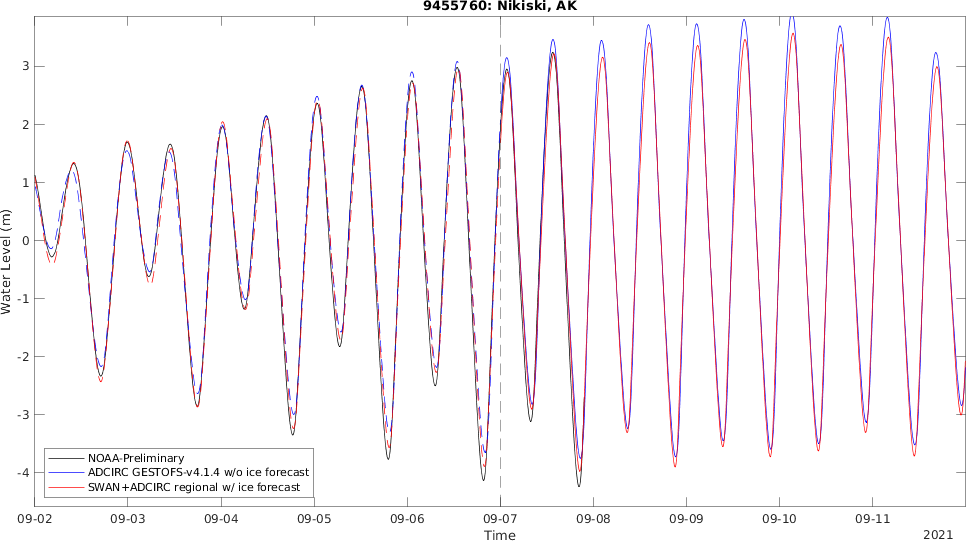 9455760: Nikiski, AK
Water Level (m)
3
2
1
0
-1
-2
-3
-4
NOAA-Preliminary
ADCIRC GESTOFS-v4.1.4 w/o ice forecast
SWAN+ADCIRC regional w/ ice forecast
09-02 09-03 09-04 09-05 09-06 09-07 09-08 09-09 09-10 09-11
Time
2021